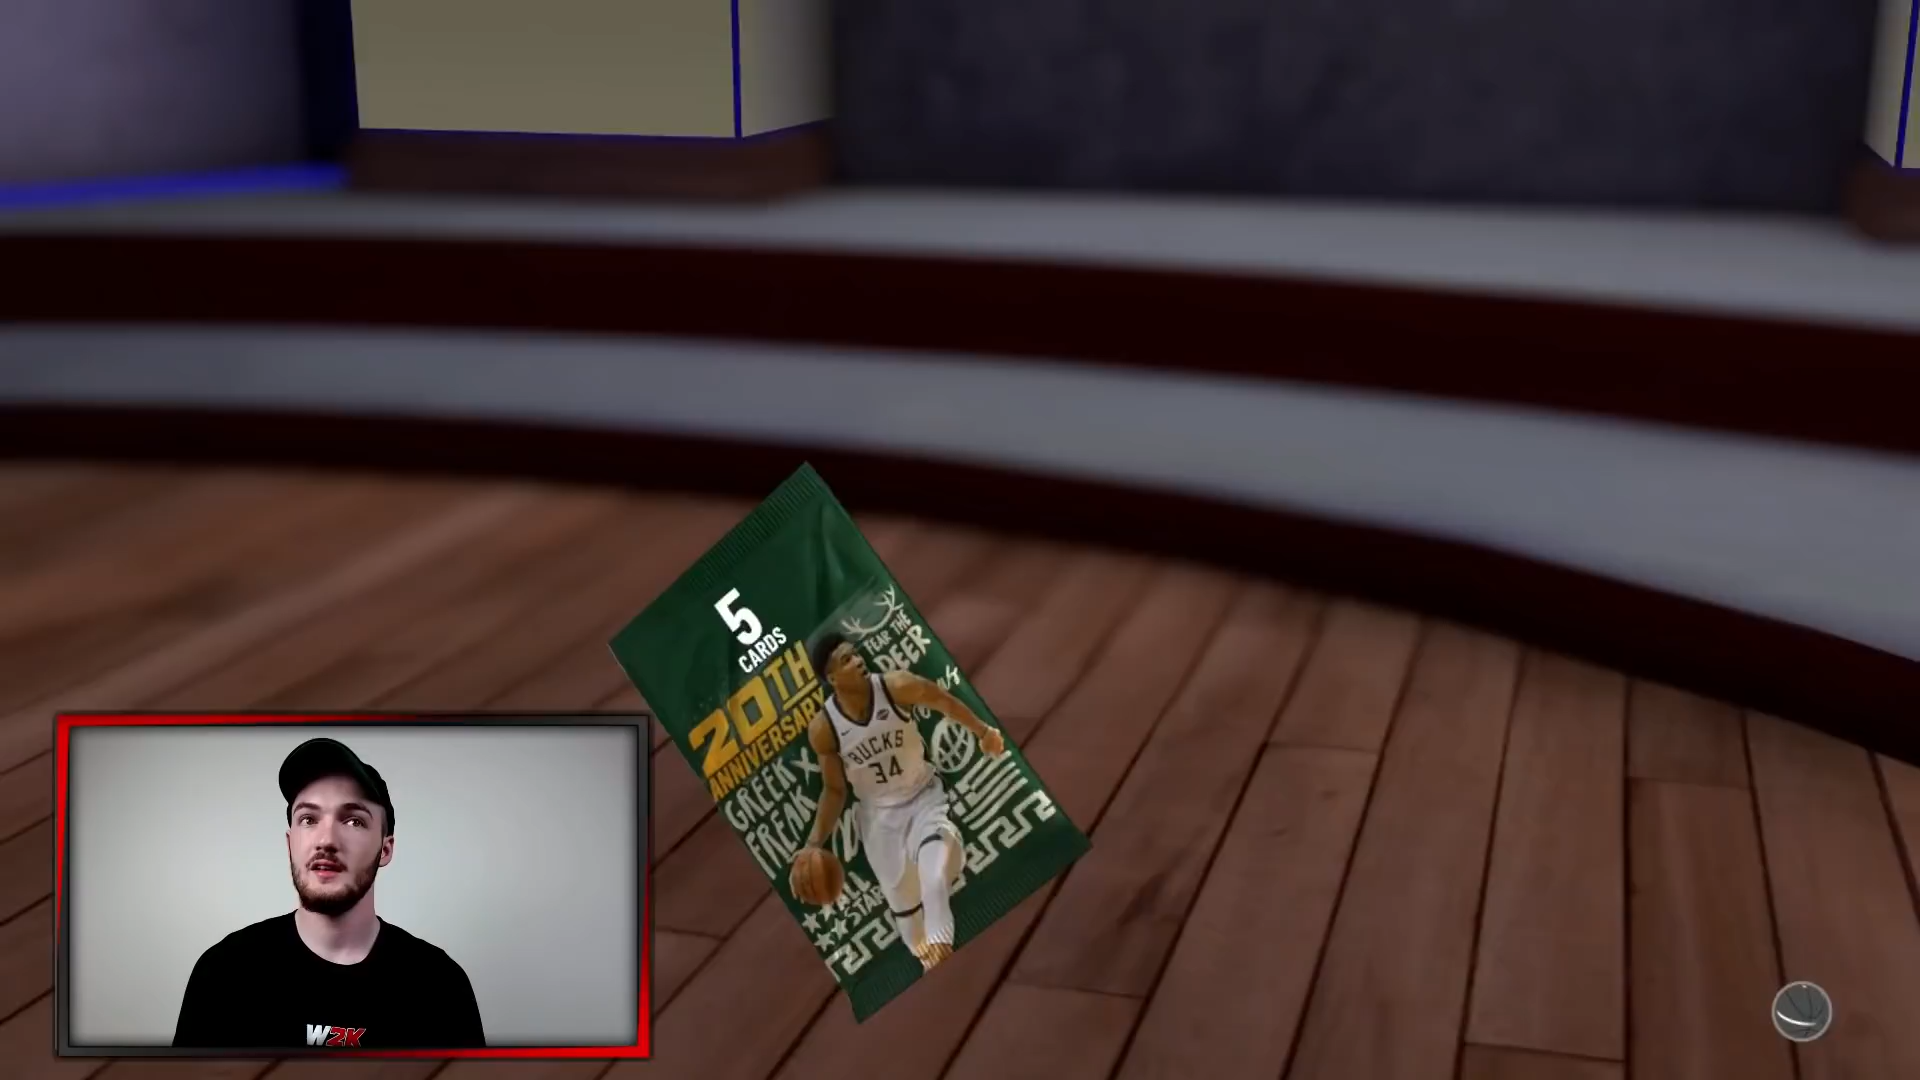 5
CARDS
20TH
ANNIVERSARY
GREEK
FREAK
FEAR THE
DEER
BUCKS
34
ALL
STAR
W2K